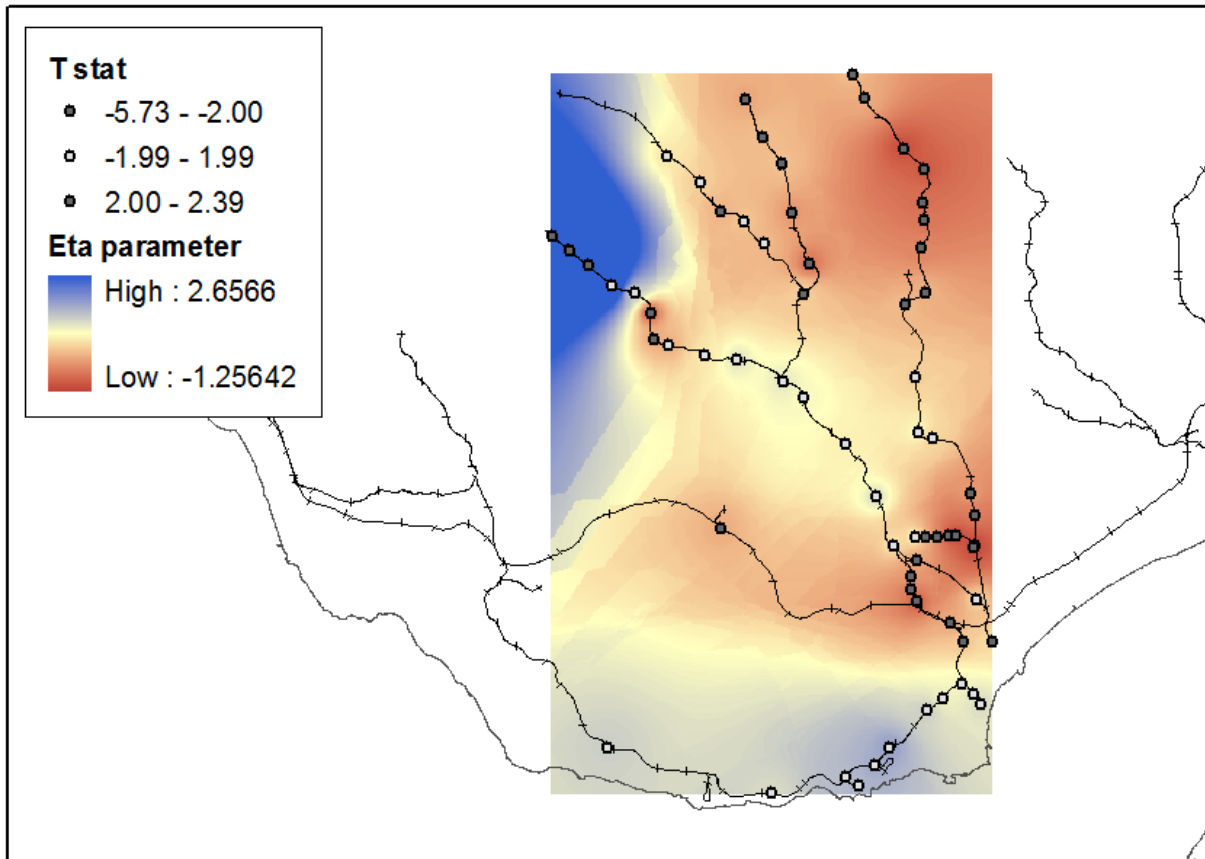 T stat
-5.73 - -2.00
-1.99 - 1.99
2.00 - 2.39
Eta parameter
High : 2.6566
Low : -1.25642